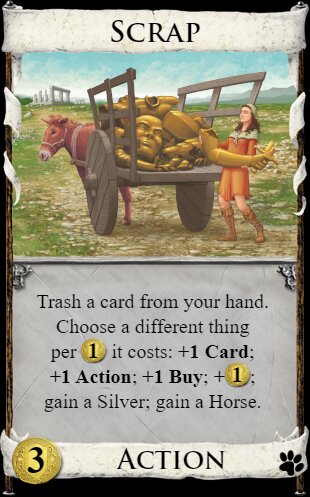 SCRAP
Trash a card from your hand.
Choose a different thing
per 1 it costs: +1 Card;
+1 Action; +1 Buy; +1;
gain a Silver; gain a Horse.
3 ACTION